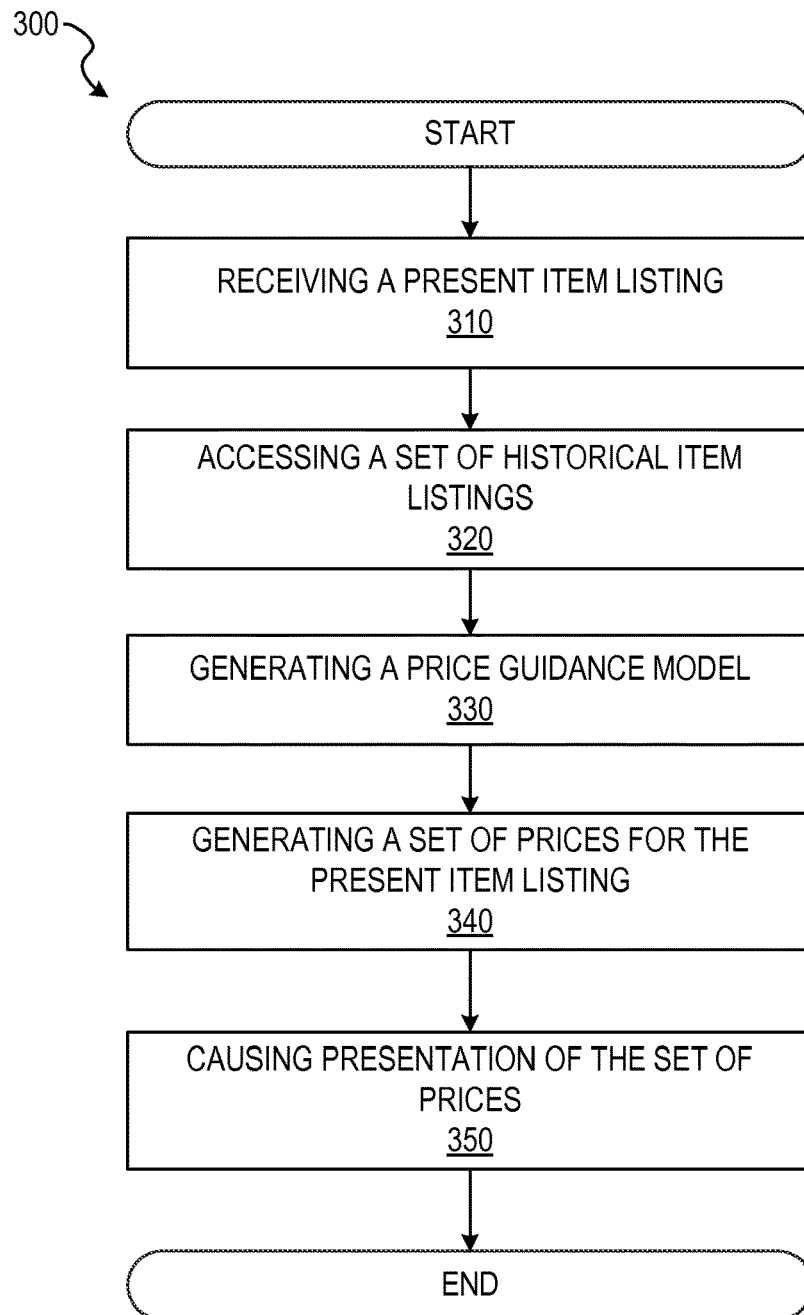 300
START
RECEIVING A PRESENT ITEM LISTING
310
ACCESSING A SET OF HISTORICAL ITEM
LISTINGS
320
GENERATING A PRICE GUIDANCE MODEL
330
GENERATING A SET OF PRICES FOR THE
PRESENT ITEM LISTING
340
CAUSING PRESENTATION OF THE SET OF
PRICES
350
END